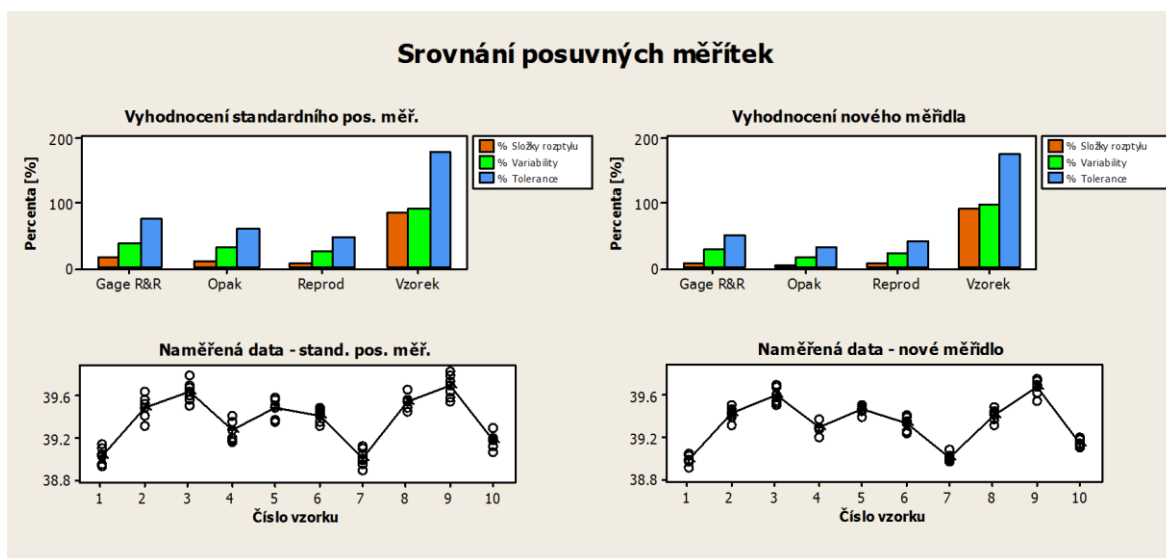 Srovnání posuvných měřítek
Vyhodnocení standardního pos. měř.
Percenta [%]
200
100
0
Gage R&R Opak Reprod Vzorek
% Složky rozptylu
% Variability
% Tolerance
Vyhodnocení nového měřidla
Percenta [%]
200
100
0
Gage R&R Opak Reprod Vzorek
% Složky rozptylu
% Variability
% Tolerance
Naměřená data - stand. pos. měř.
39.6
39.2
38.8
1 2 3 4 5 6 7 8 9 10
Číslo vzorku
Naměřená data - nové měřidlo
39.6
39.2
38.8
1 2 3 4 5 6 7 8 9 10
Číslo vzorku